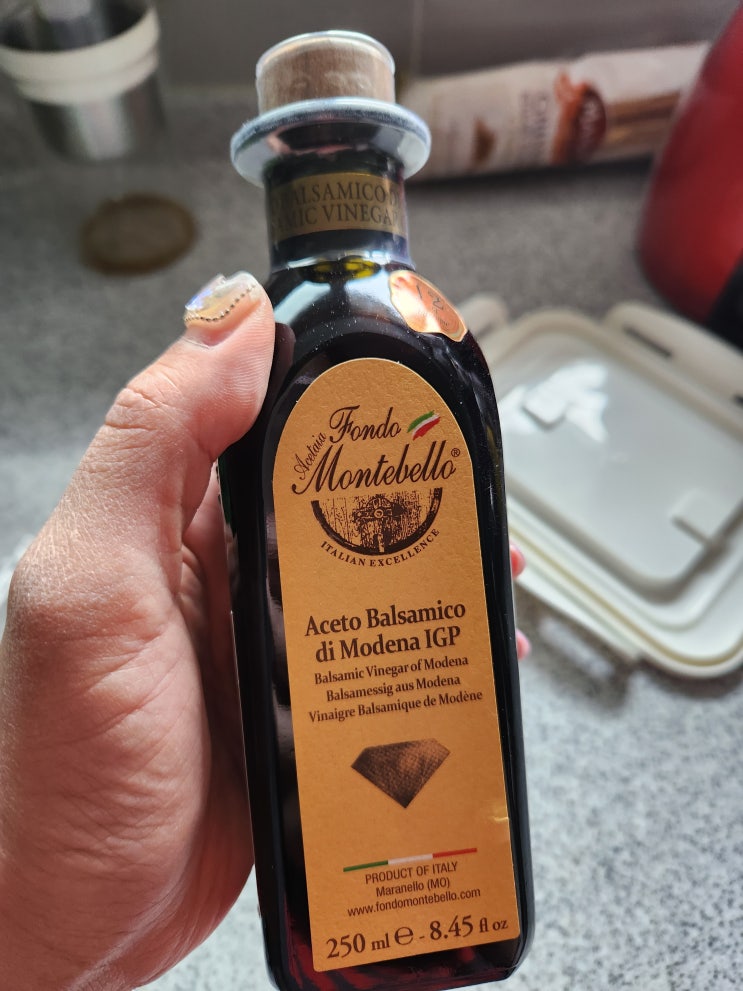 BALSAMICO D
AMIC VINEGAR
Acetaia Fondo
Montebello®
ITALIAN EXCELLENCE
Aceto Balsamico
di Modena IGP
Balsamic Vinegar of Modena
Balsamessig aus Modena
Vinaigre Balsamique de Modène
PRODUCT OF ITALY
Maranello (MO)
www.fondomontebello.com
250 ml ℮ - 8.45 fl oz